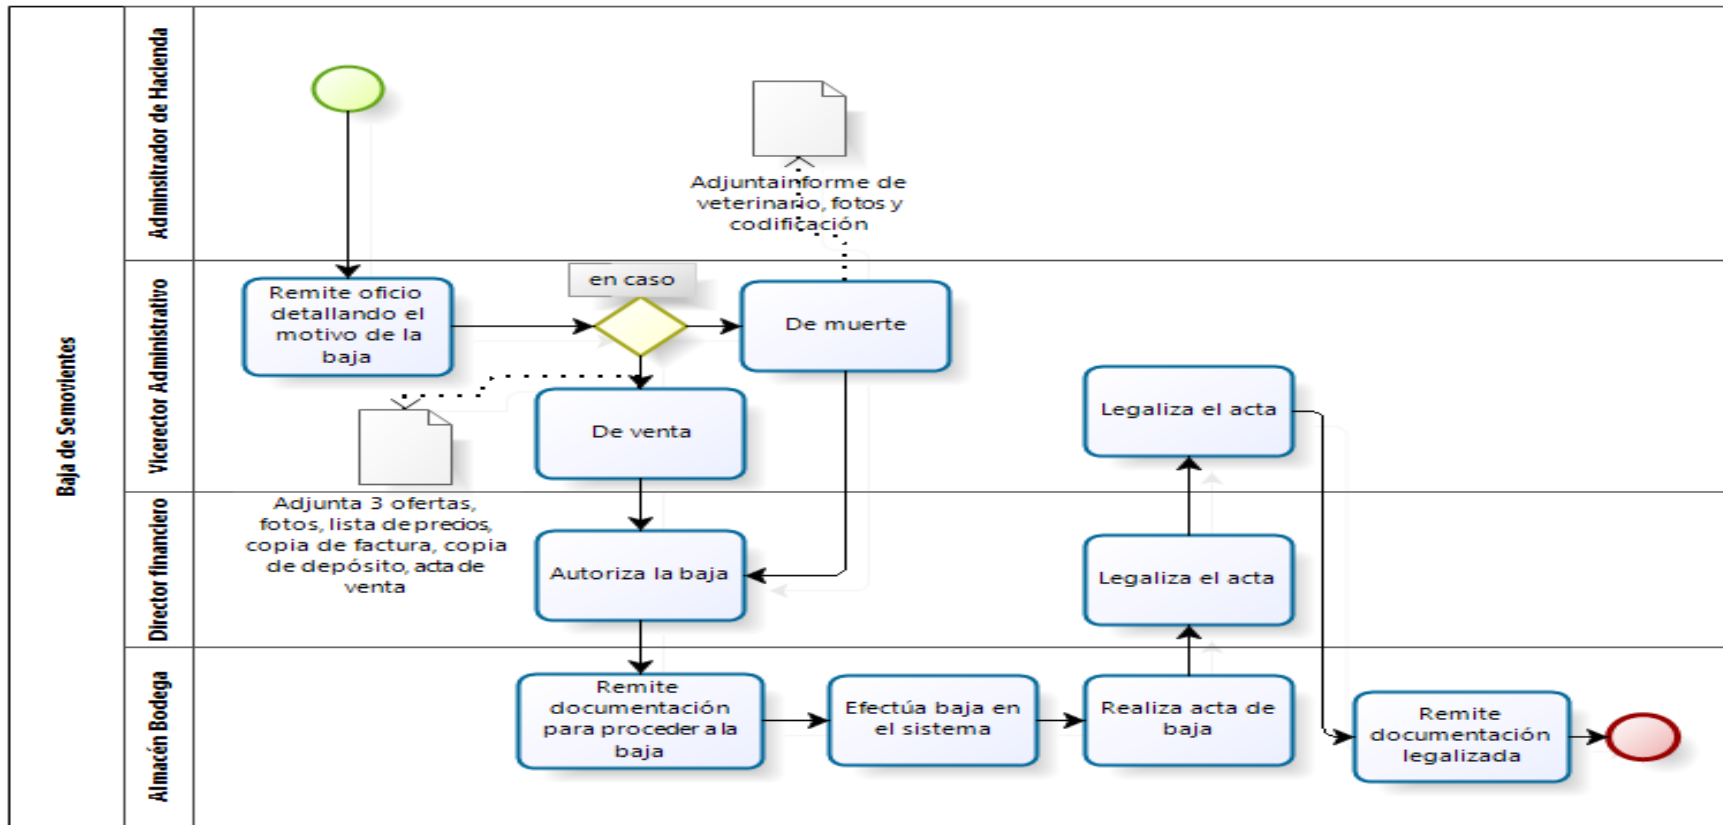 Baja de Semovientes
Adminsitrador de Hacienda
Adjuntainforme de
veterinario, fotos y
codificación
Vicerector Administrativo
Remite oficio
detallando el
motivo de la
baja
en caso
De muerte
De venta
Legaliza el acta
Adjunta 3 ofertas,
fotos, lista de precios,
copia de factura, copia
de depósito, acta de
venta
Director financiero
Autoriza la baja
Legaliza el acta
Almacén Bodega
Remite
documentación
para proceder a la
baja
Efectúa baja en
el sistema
Realiza acta de
baja
Remite
documentación
legalizada